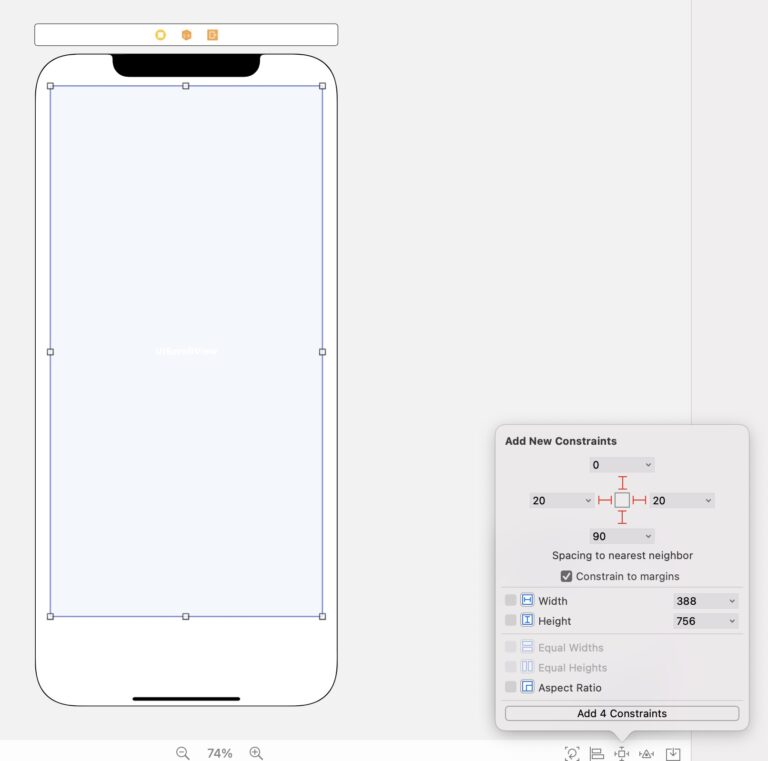 UIScrollView
Add New Constraints
0
20
20
90
Spacing to nearest neighbor
Constrain to margins
Width
388
Height
756
Equal Widths
Equal Heights
Aspect Ratio
Add 4 Constraints
74%